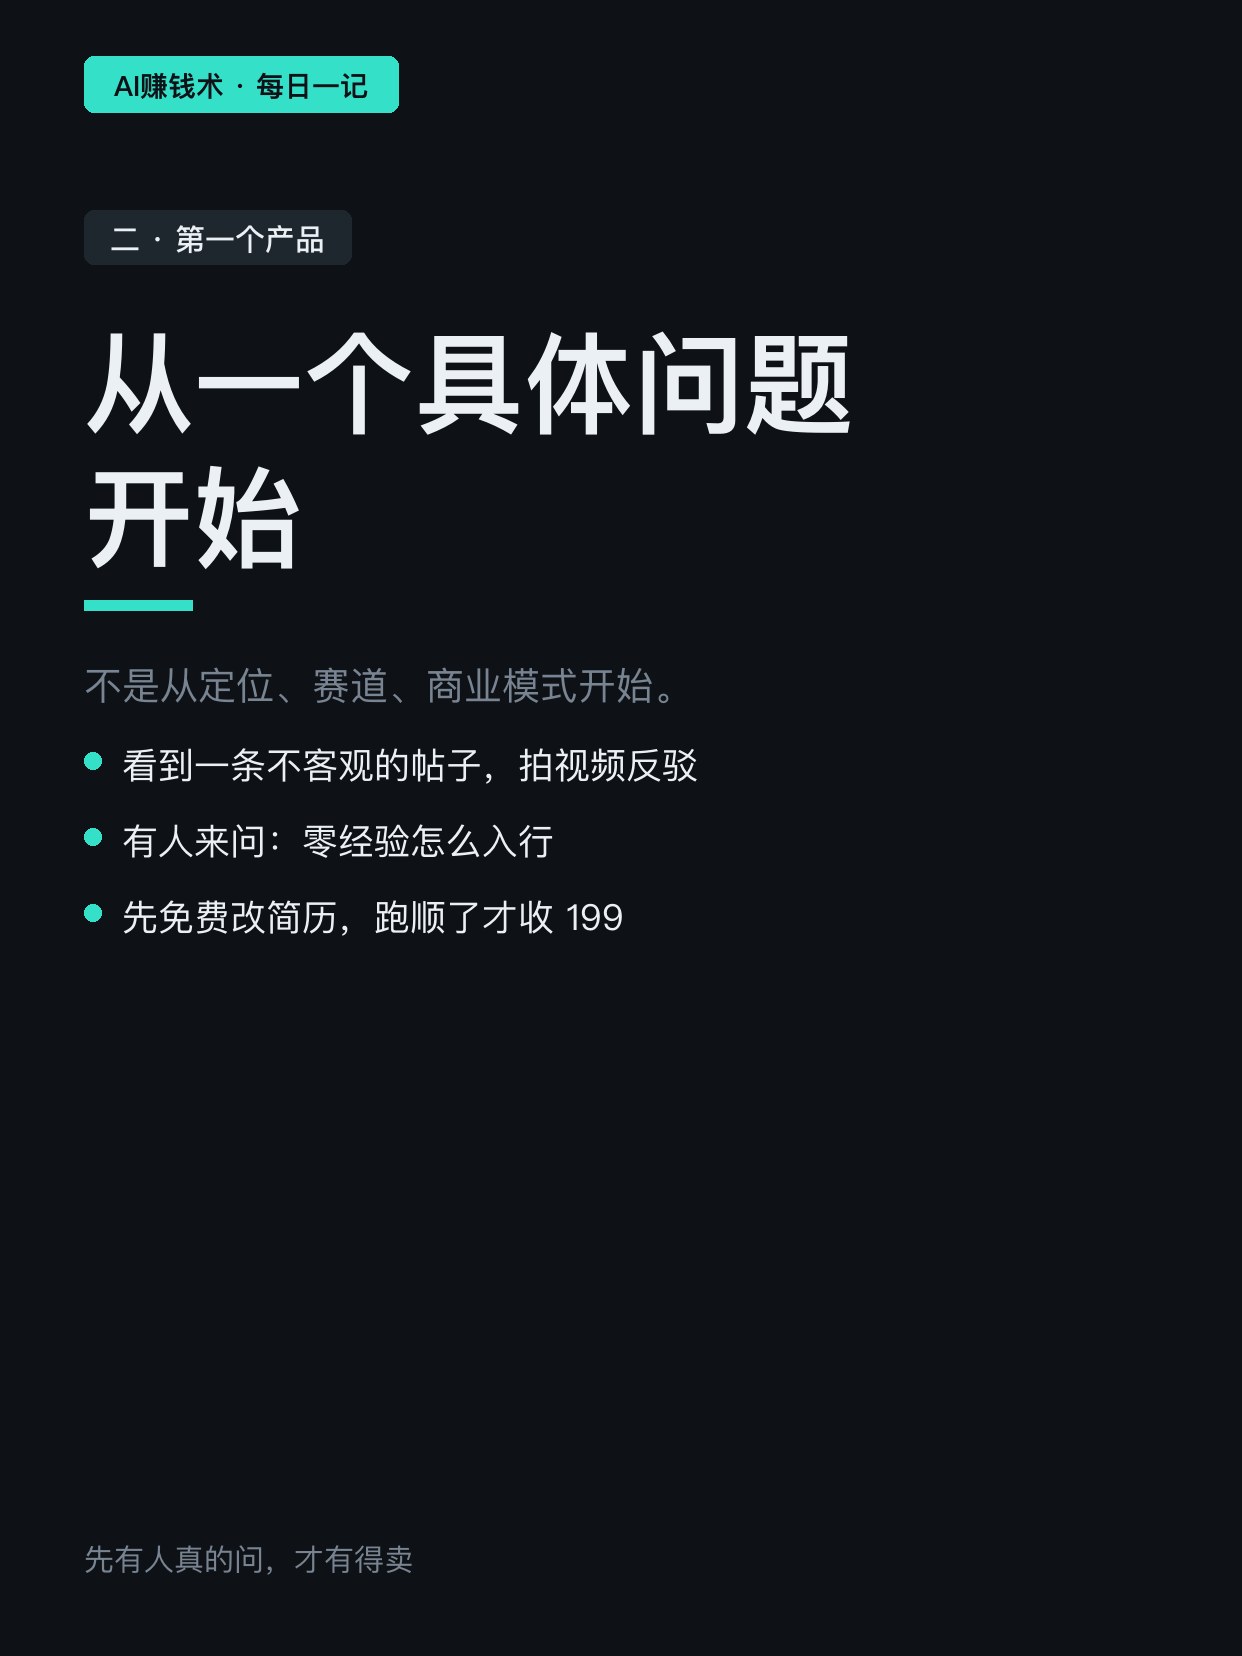 AI赚钱术 · 每日一记
二 · 第一个产品
从一个具体问题
开始
不是从定位、赛道、商业模式开始。
看到一条不客观的帖子，拍视频反驳
有人来问：零经验怎么入行
先免费改简历，跑顺了才收 199
先有人真的问，才有得卖